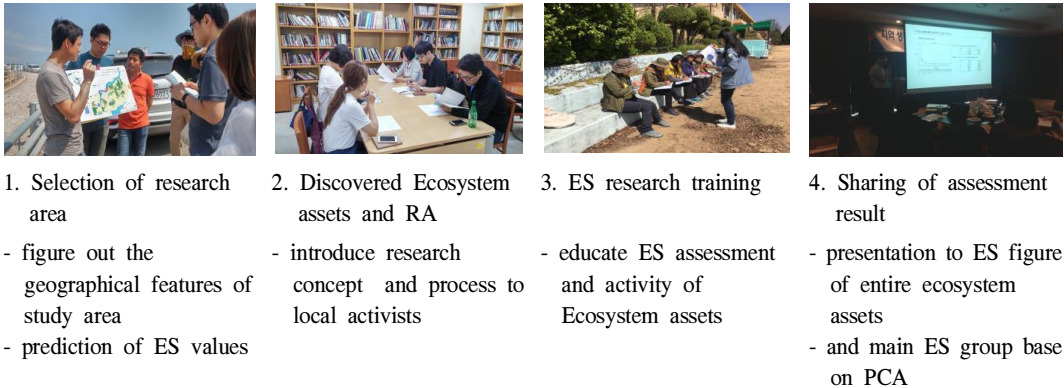 1. Selection of research
area
- figure out the
geographical features of
study area
- prediction of ES values
2. Discovered Ecosystem
assets and RA
- introduce research
concept and process to
local activists
3. ES research training
- educate ES assessment
and activity of
Ecosystem assets
4. Sharing of assessment
result
- presentation to ES figure
of entire ecosystem
assets
- and main ES group base
on PCA